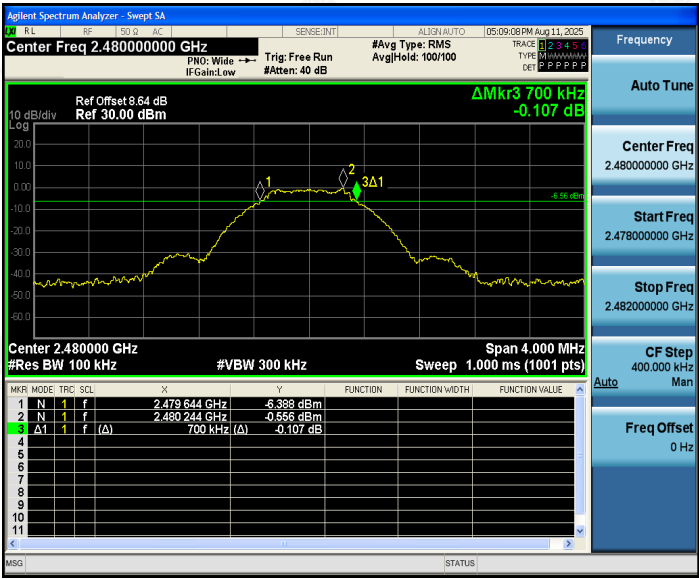 Agilent Spectrum Analyzer - Swept SA
LXI RL RF 50 Ω AC SENSE:INT ALIGN AUTO 05:09:08 PM Aug 11, 2025
Center Freq 2.480000000 GHz
PNO: Wide
IFGain:Low
Trig: Free Run
#Atten: 40 dB
#Avg Type: RMS
Avg|Hold: 100/100
TRACE 1 2 3 4 5 6
TYPE M
DET P P P P P P
Frequency
ΔMkr3 700 kHz
-0.107 dB
Ref Offset 8.64 dB
10 dB/div Ref 30.00 dBm
Log
20.0
10.0
0.00
-10.0
-20.0
-30.0
-40.0
-50.0
-60.0
1
2
3Δ1
-6.56 dBm
Center 2.480000 GHz Span 4.000 MHz
#Res BW 100 kHz #VBW 300 kHz Sweep 1.000 ms (1001 pts)
MKR MODE TRC SCL X Y FUNCTION FUNCTION WIDTH FUNCTION VALUE
1 N 1 f 2.479 644 GHz -6.388 dBm
2 N 1 f 2.480 244 GHz -0.556 dBm
3 Δ1 1 f (Δ) 700 kHz (Δ) -0.107 dB
4
5
6
7
8
9
10
11
MSG STATUS
Auto Tune
Center Freq
2.480000000 GHz
Start Freq
2.478000000 GHz
Stop Freq
2.482000000 GHz
CF Step
400.000 kHz
Auto Man
Freq Offset
0 Hz